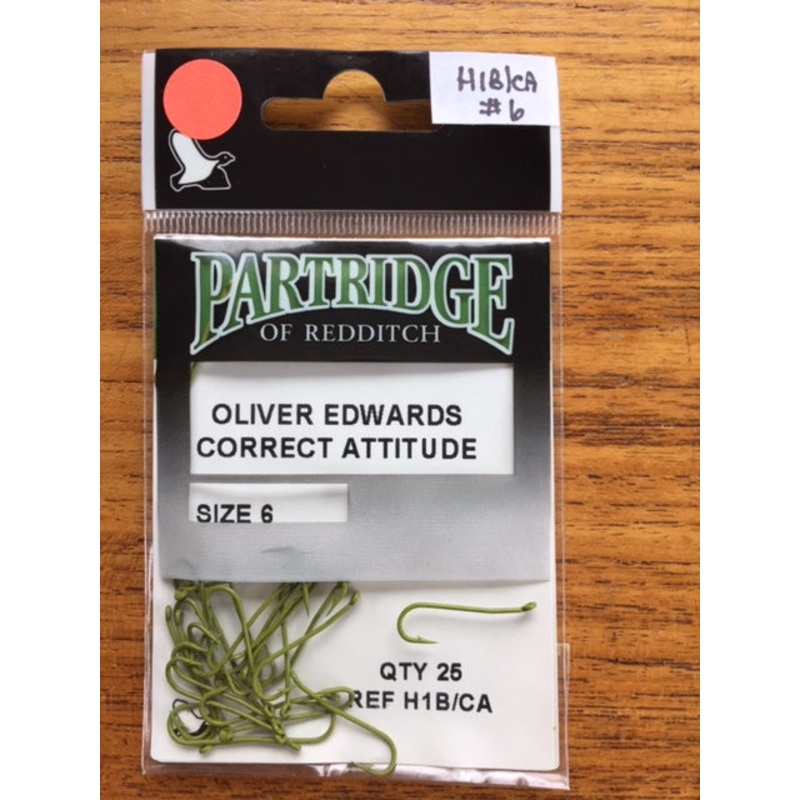 H1B/CA
#6
PARTRIDGE
OF REDDITCH
OLIVER EDWARDS
CORRECT ATTITUDE
SIZE 6
QTY 25
REF H1B/CA